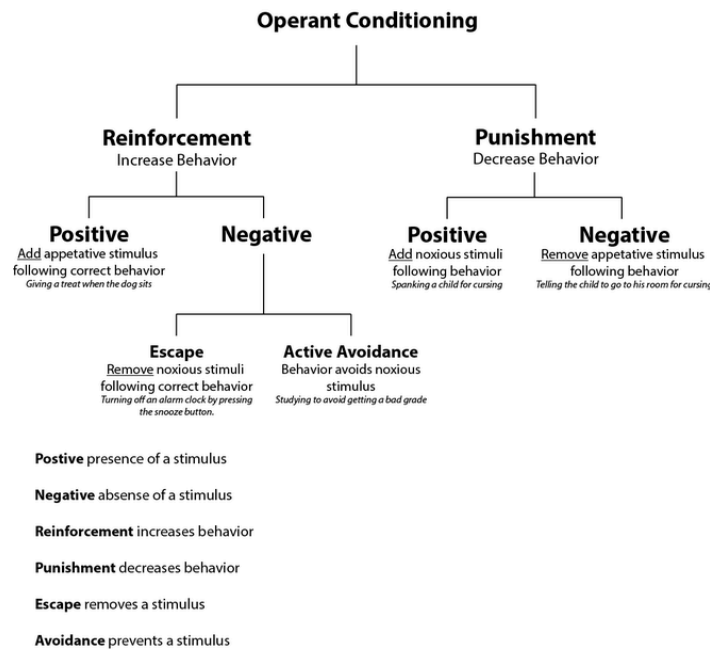 Operant Conditioning
Reinforcement
Increase Behavior
Punishment
Decrease Behavior
Positive
Add appetative stimulus
following correct behavior
Giving a treat when the dog sits
Negative
Positive
Add noxious stimuli
following behavior
Spanking a child for cursing
Negative
Remove appetative stimulus
following behavior
Telling the child to go to his room for cursing
Escape
Remove noxious stimuli
following correct behavior
Turning off an alarm clock by pressing
the snooze button.
Active Avoidance
Behavior avoids noxious
stimulus
Studying to avoid getting a bad grade
Postive presence of a stimulus
Negative absense of a stimulus
Reinforcement increases behavior
Punishment decreases behavior
Escape removes a stimulus
Avoidance prevents a stimulus